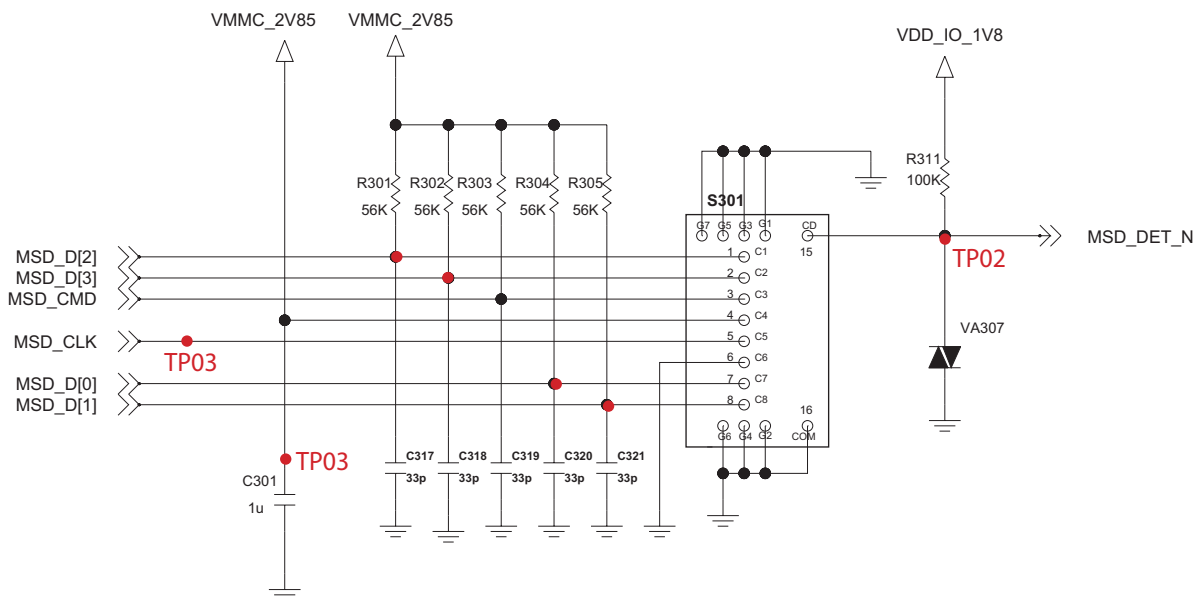 VMMC_2V85
VMMC_2V85
VDD_IO_1V8
R301
56K
R302
56K
R303
56K
R304
56K
R305
56K
R311
100K
S301
G7
G5
G3
G1
CD
15
MSD_DET_N
TP02
MSD_D[2]
MSD_D[3]
MSD_CMD
MSD_CLK
TP03
MSD_D[0]
MSD_D[1]
1 C1
2 C2
3 C3
4 C4
5 C5
6 C6
7 C7
8 C8
16
G6
G4
G2
COM
VA307
TP03
C301
1u
C317
33p
C318
33p
C319
33p
C320
33p
C321
33p